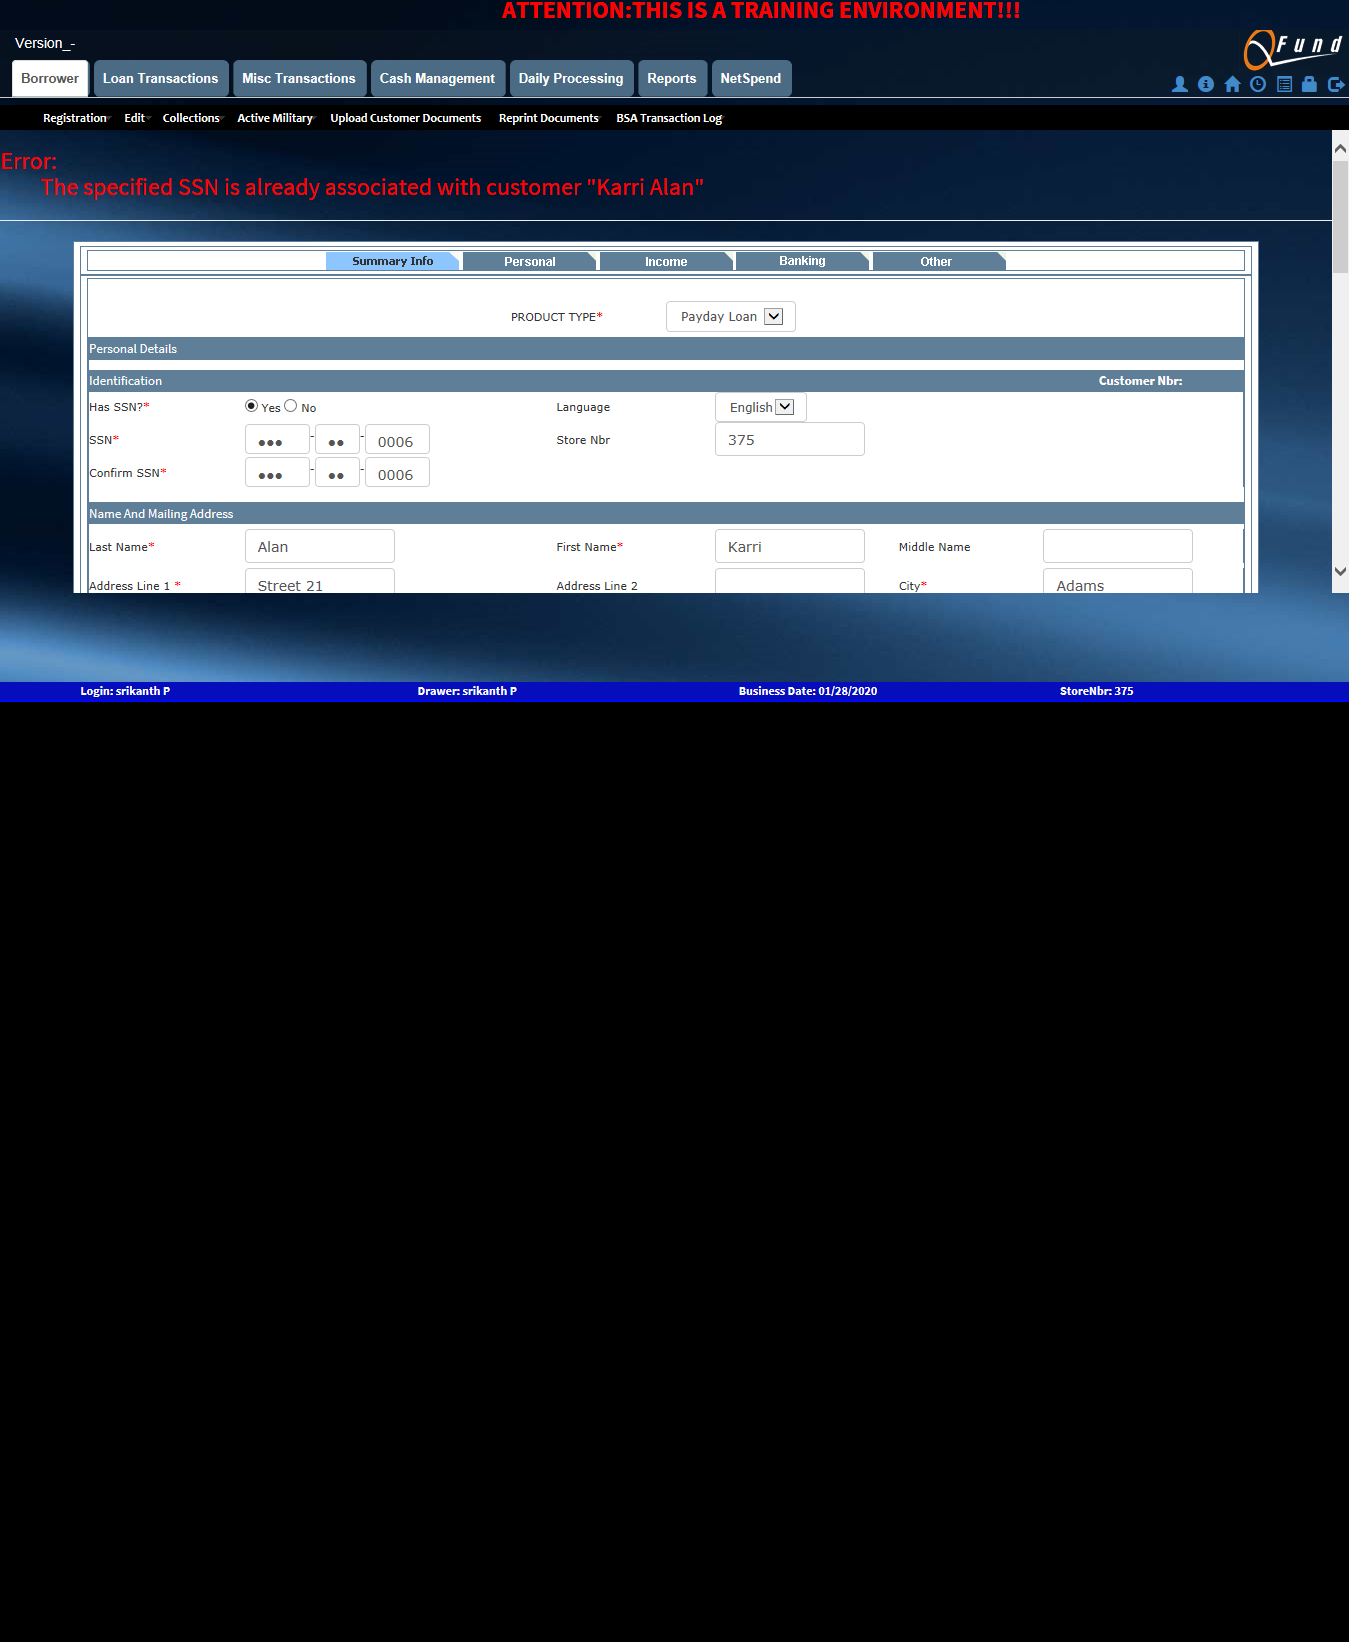 ATTENTION:THIS IS A TRAINING ENVIRONMENT!!!
Version_-
QFund
Borrower Loan Transactions Misc Transactions Cash Management Daily Processing Reports NetSpend
Registration Edit Collections Active Military Upload Customer Documents Reprint Documents BSA Transaction Log
Error:
The specified SSN is already associated with customer "Karri Alan"
Summary Info Personal Income Banking Other
PRODUCT TYPE* Payday Loan
Personal Details
Identification Customer Nbr:
Has SSN?* Yes No Language English
SSN* ●●● - ●● - 0006 Store Nbr 375
Confirm SSN* ●●● - ●● - 0006
Name And Mailing Address
Last Name* Alan First Name* Karri Middle Name
Address Line 1 * Street 21 Address Line 2 City* Adams
Login: srikanth P Drawer: srikanth P Business Date: 01/28/2020 StoreNbr: 375